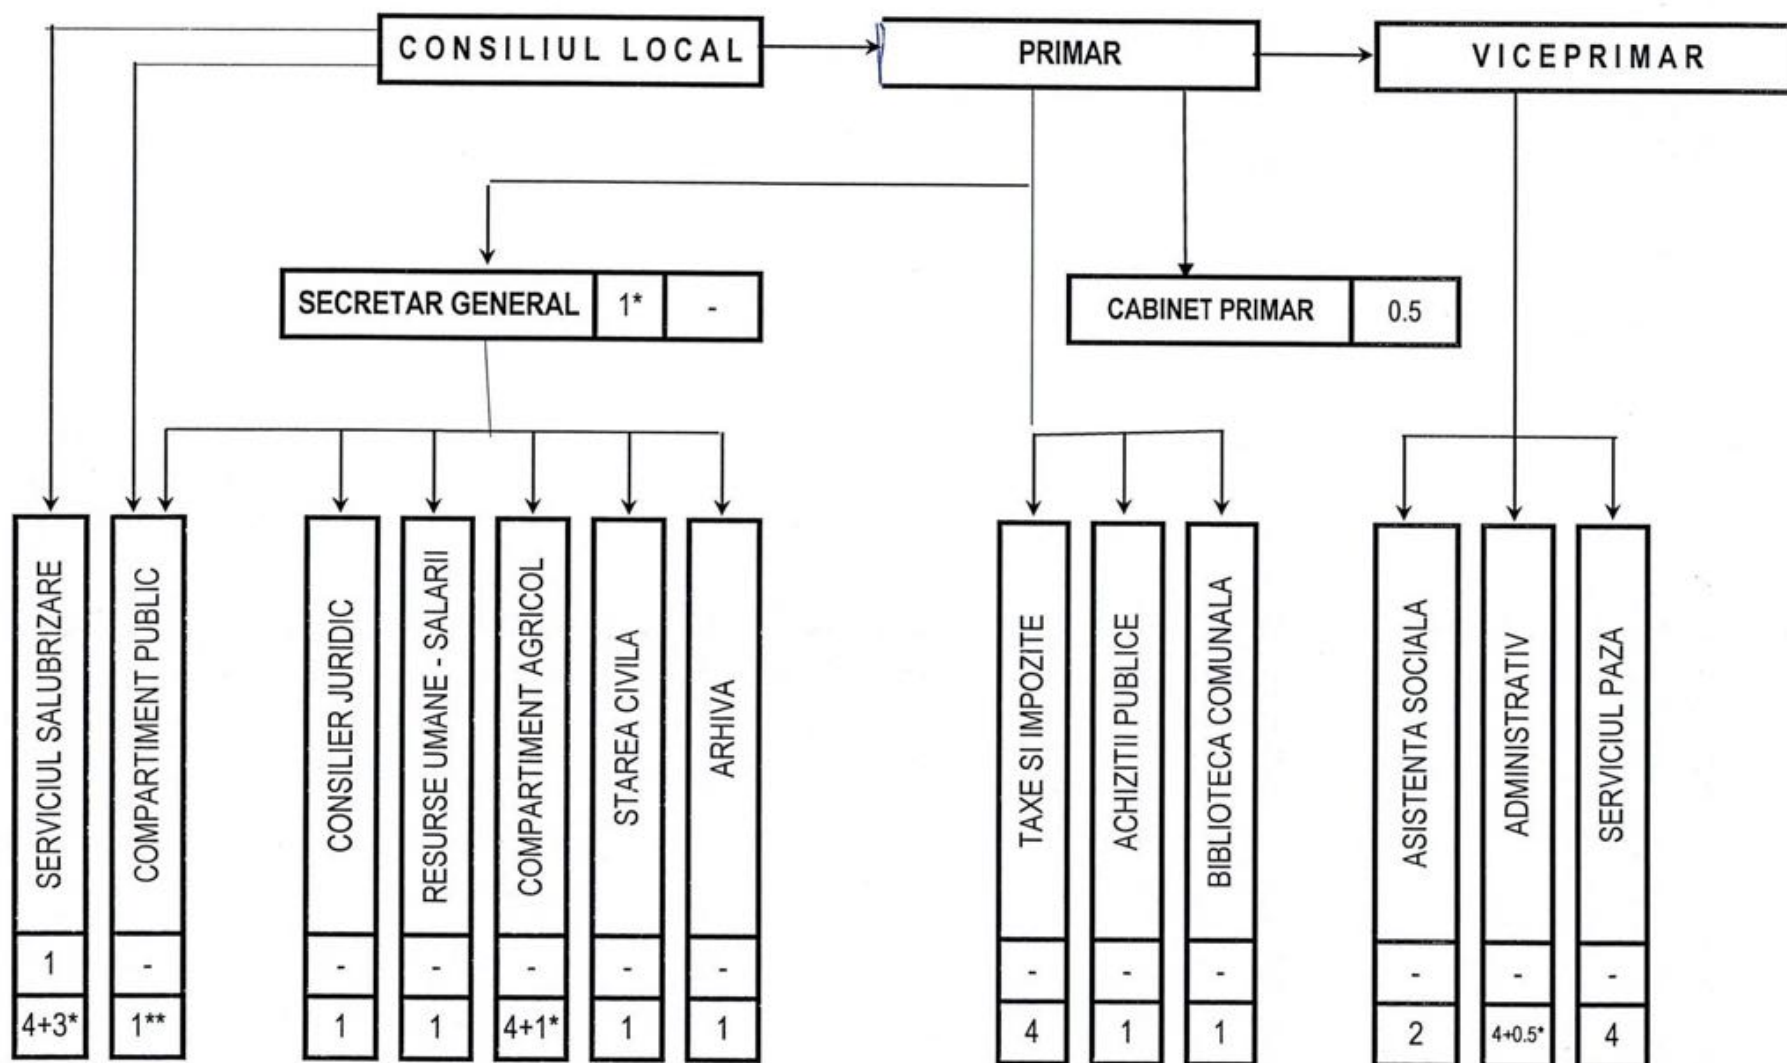 CONSILIUL LOCAL
PRIMAR
VICEPRIMAR
SECRETAR GENERAL 1* -
CABINET PRIMAR 0.5
SERVICIUL SALUBRIZARE
COMPARTIMENT PUBLIC
CONSILIER JURIDIC
RESURSE UMANE - SALARII
COMPARTIMENT AGRICOL
STAREA CIVILA
ARHIVA
TAXE SI IMPOZITE
ACHIZITII PUBLICE
BIBLIOTECA COMUNALA
ASISTENTA SOCIALA
ADMINISTRATIV
SERVICIUL PAZA
1 - - - - - - - - - - - -
4+3* 1** 1 1 4+1* 1 1 4 1 1 2 4+0.5* 4